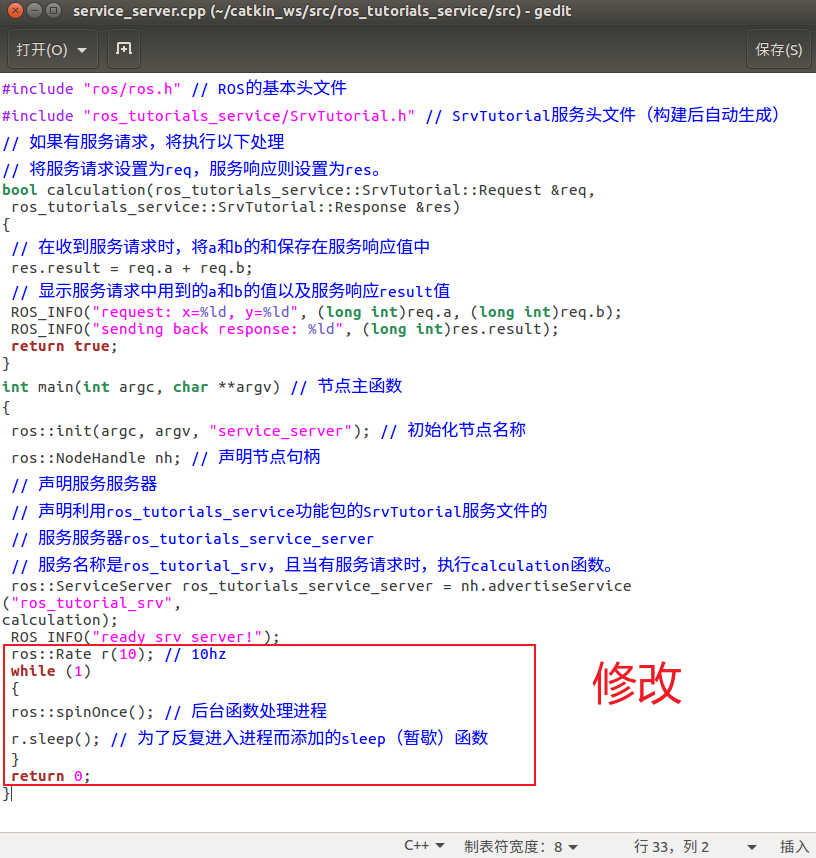 service_server.cpp (~/catkin_ws/src/ros_tutorials_service/src) - gedit
打开(O)
保存(S)
#include "ros/ros.h" // ROS的基本头文件
#include "ros_tutorials_service/SrvTutorial.h" // SrvTutorial服务头文件（构建后自动生成）
// 如果有服务请求，将执行以下处理
// 将服务请求设置为req，服务响应则设置为res。
bool calculation(ros_tutorials_service::SrvTutorial::Request &req,
ros_tutorials_service::SrvTutorial::Response &res)
{
// 在收到服务请求时，将a和b的和保存在服务响应值中
res.result = req.a + req.b;
// 显示服务请求中用到的a和b的值以及服务响应result值
ROS_INFO("request: x=%ld, y=%ld", (long int)req.a, (long int)req.b);
ROS_INFO("sending back response: %ld", (long int)res.result);
return true;
}
int main(int argc, char **argv) // 节点主函数
{
ros::init(argc, argv, "service_server"); // 初始化节点名称
ros::NodeHandle nh; // 声明节点句柄
// 声明服务服务器
// 声明利用ros_tutorials_service功能包的SrvTutorial服务文件的
// 服务服务器ros_tutorials_service_server
// 服务名称是ros_tutorial_srv，且当有服务请求时，执行calculation函数。
ros::ServiceServer ros_tutorials_service_server = nh.advertiseService
("ros_tutorial_srv",
calculation);
ROS_INFO("ready srv server!");
ros::Rate r(10); // 10hz
while (1)
{
ros::spinOnce(); // 后台函数处理进程
r.sleep(); // 为了反复进入进程而添加的sleep（暂歇）函数
}
return 0;
}
修改
C++ 制表符宽度：8 行 33，列 2 插入